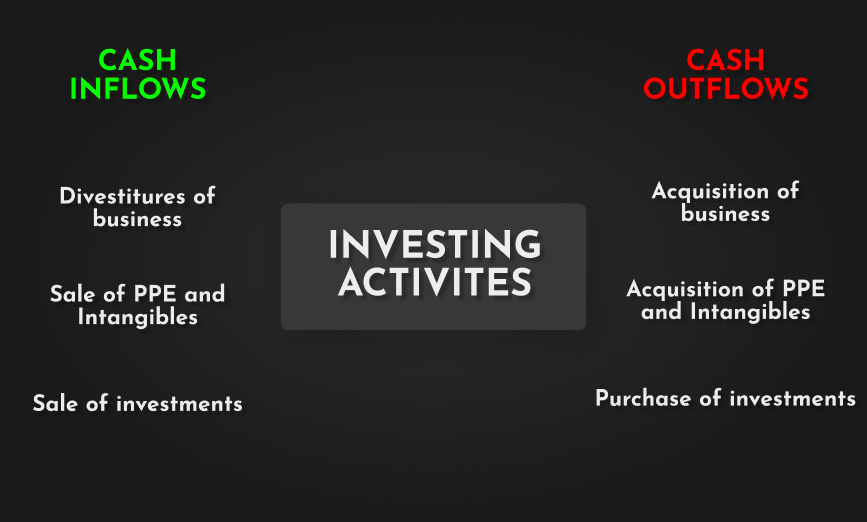 CASH
INFLOWS
Divestitures of
business
Sale of PPE and
Intangibles
Sale of investments
INVESTING
ACTIVITES
CASH
OUTFLOWS
Acquisition of
business
Acquisition of PPE
and Intangibles
Purchase of investments